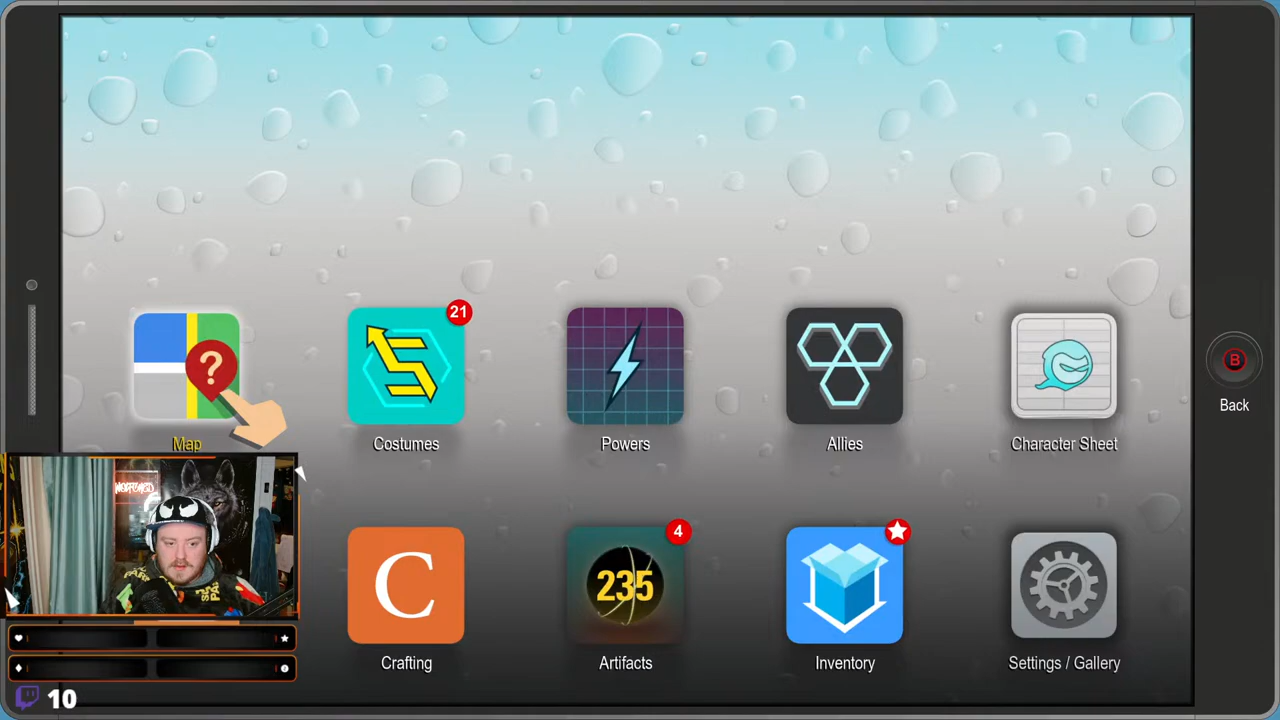 21
?
B
Back
Map
Costumes
Powers
Allies
Character Sheet
C
235
4
Crafting
Artifacts
Inventory
Settings / Gallery
10